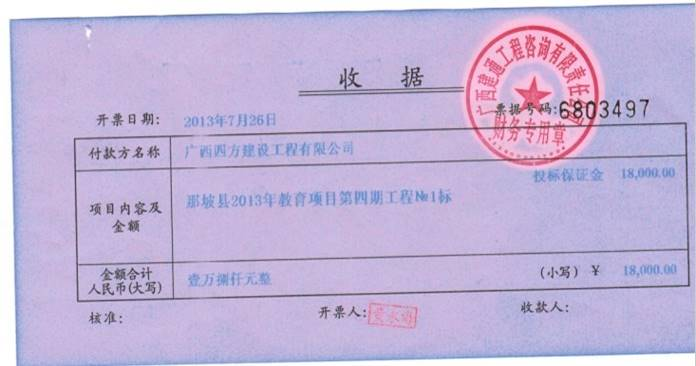 收 据
广西建通工程咨询有限责任公司
财务专用章
开票日期: 2013年7月26日
票据号码:6803497
付款方名称 广西四方建设工程有限公司
项目内容及金额
投标保证金 18,000.00
那坡县2013年教育项目第四期工程№1标
金额合计
人民币(大写) 壹万捌仟元整 (小写) ¥ 18,000.00
核准: 开票人: 收款人: